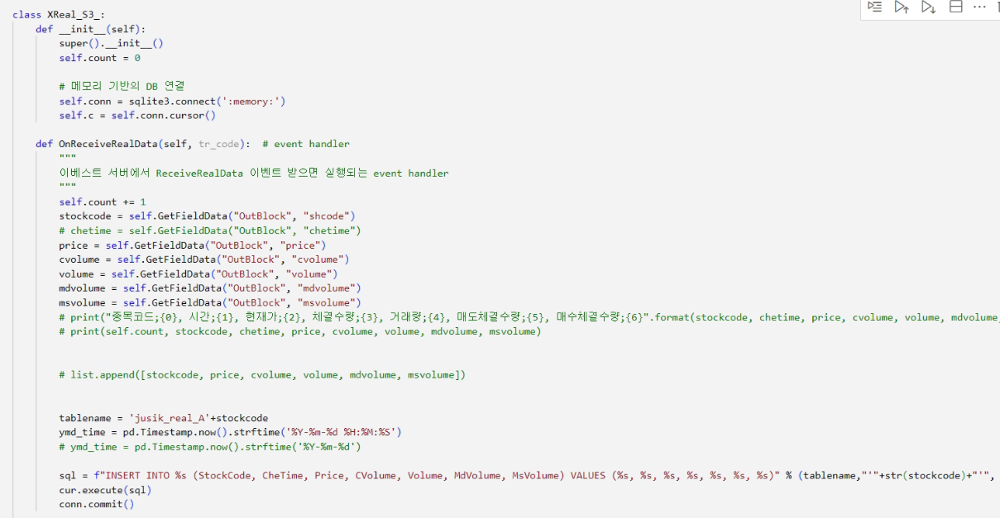 class XReal_S3_:
    def __init__(self):
        super().__init__()
        self.count = 0

        # 메모리 기반의 DB 연결
        self.conn = sqlite3.connect(':memory:')
        self.c = self.conn.cursor()

    def OnReceiveRealData(self, tr_code):  # event handler
        """
        이베스트 서버에서 ReceiveRealData 이벤트 받으면 실행되는 event handler
        """
        self.count += 1
        stockcode = self.GetFieldData("OutBlock", "shcode")
        # chetime = self.GetFieldData("OutBlock", "chetime")
        price = self.GetFieldData("OutBlock", "price")
        cvolume = self.GetFieldData("OutBlock", "cvolume")
        volume = self.GetFieldData("OutBlock", "volume")
        mdvolume = self.GetFieldData("OutBlock", "mdvolume")
        msvolume = self.GetFieldData("OutBlock", "msvolume")
        # print("종목코드;{0}, 시간;{1}, 현재가;{2}, 체결수량;{3}, 거래량;{4}, 매도체결수량;{5}, 매수체결수량;{6}".format(stockcode, chetime, price, cvolume, volume, mdvolume,
        # print(self.count, stockcode, chetime, price, cvolume, volume, mdvolume, msvolume)


        # list.append([stockcode, price, cvolume, volume, mdvolume, msvolume])


        tablename = 'jusik_real_A'+stockcode
        ymd_time = pd.Timestamp.now().strftime('%Y-%m-%d %H:%M:%S')
        # ymd_time = pd.Timestamp.now().strftime('%Y-%m-%d')

        sql = f"INSERT INTO %s (StockCode, CheTime, Price, CVolume, Volume, MdVolume, MsVolume) VALUES (%s, %s, %s, %s, %s, %s, %s)" % (tablename,"'"+str(stockcode)+"'",
        cur.execute(sql)
        conn.commit()